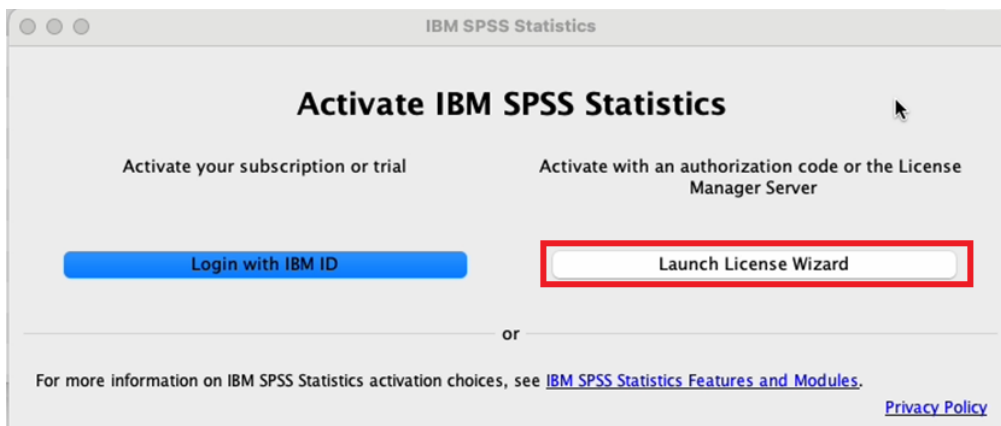 IBM SPSS Statistics
Activate IBM SPSS Statistics
Activate your subscription or trial
Activate with an authorization code or the License
Manager Server
Login with IBM ID
Launch License Wizard
or
For more information on IBM SPSS Statistics activation choices, see IBM SPSS Statistics Features and Modules.
Privacy Policy